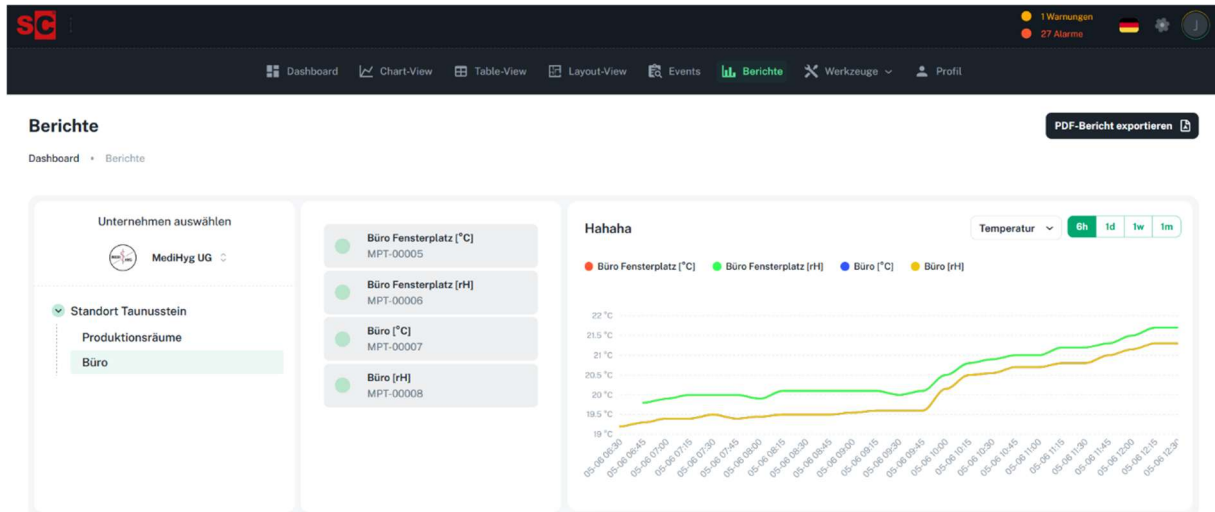 SC
1 Warnungen
27 Alarme
J
Dashboard Chart-View Table-View Layout-View Events Berichte Werkzeuge Profil
Berichte
PDF-Bericht exportieren
Dashboard • Berichte
Unternehmen auswählen
MediHyg UG
Standort Taunusstein
Produktionsräume
Büro
Büro Fensterplatz [°C]
MPT-00005
Büro Fensterplatz [rH]
MPT-00006
Büro [°C]
MPT-00007
Büro [rH]
MPT-00008
Hahaha
Temperatur 6h 1d 1w 1m
Büro Fensterplatz [°C] Büro Fensterplatz [rH] Büro [°C] Büro [rH]
22 °C
21.5 °C
21 °C
20.5 °C
20 °C
19.5 °C
19 °C
05-06 06:30 05-06 06:45 05-06 07:00 05-06 07:15 05-06 07:30 05-06 07:45 05-06 08:00 05-06 08:15 05-06 08:30 05-06 08:45 05-06 09:00 05-06 09:15 05-06 09:30 05-06 09:45 05-06 10:00 05-06 10:15 05-06 10:30 05-06 10:45 05-06 11:00 05-06 11:15 05-06 11:30 05-06 11:45 05-06 12:00 05-06 12:15 05-06 12:3